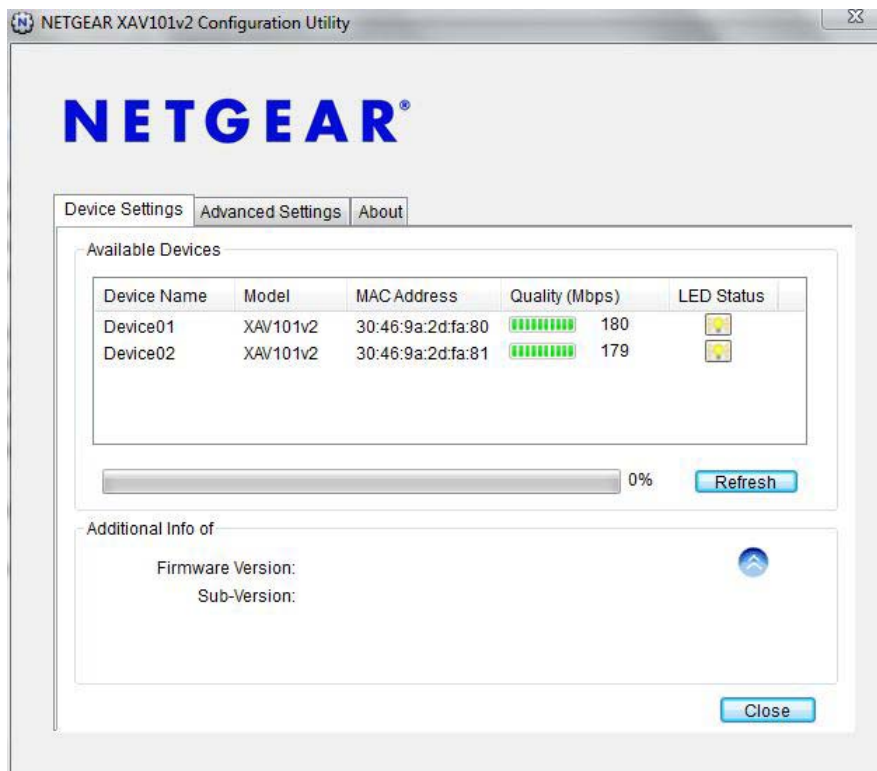 NETGEAR XAV101v2 Configuration Utility
NETGEAR®
Device Settings Advanced Settings About
Available Devices
Device Name Model MAC Address Quality (Mbps) LED Status
Device01 XAV101v2 30:46:9a:2d:fa:80 180
Device02 XAV101v2 30:46:9a:2d:fa:81 179
0% Refresh
Additional Info of
Firmware Version:
Sub-Version:
Close